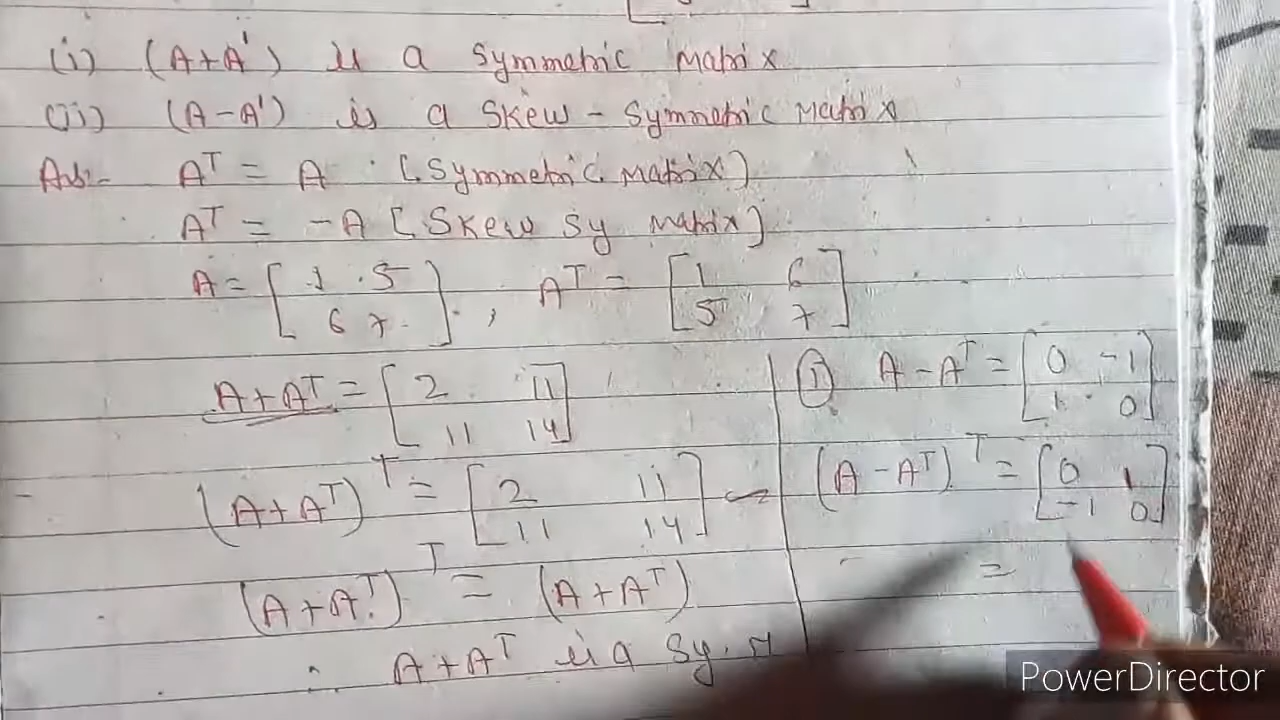 (i) (A+A') is a symmetric Matrix
(ii) (A-A') is a Skew - Symmetric Matrix
Ans:- A^T = A [Symmetric Matrix]
A^T = -A [Skew Sy Matrix]
A = [1 5
6 7], A^T = [1 6
5 7]
A+A^T = [2 11
11 14]
(A+A^T)^T = [2 11
11 14]
(A+A^T)^T = (A+A^T)
∴ A+A^T is a Sy. M
(ii) A-A^T = [0 -1
1 0]
(A-A^T)^T = [0 1
-1 0]
=
PowerDirector